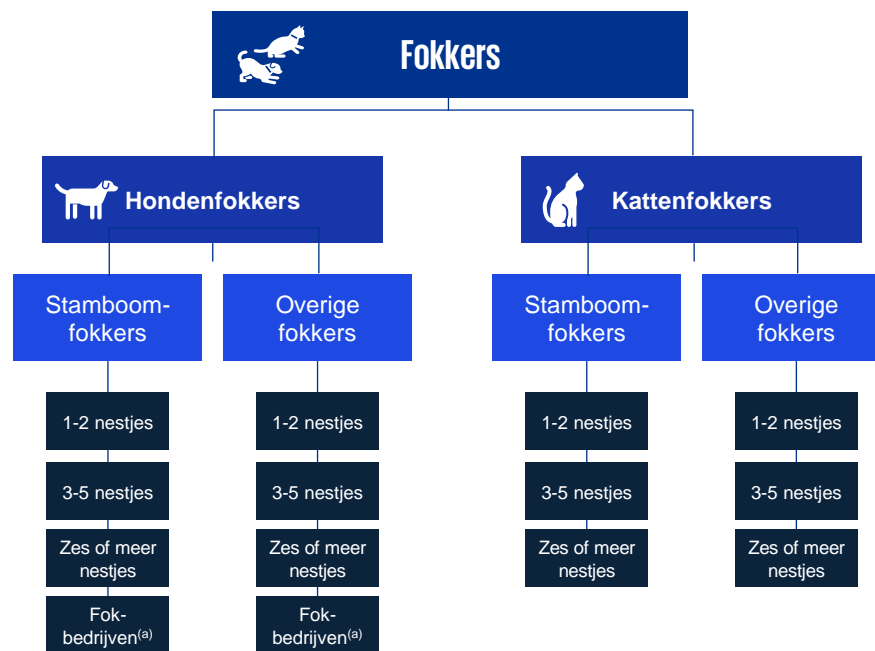 Fokkers
Hondenfokkers
Kattenfokkers
Stamboom-
fokkers
Overige
fokkers
Stamboom-
fokkers
Overige
fokkers
1-2 nestjes
1-2 nestjes
1-2 nestjes
1-2 nestjes
3-5 nestjes
3-5 nestjes
3-5 nestjes
3-5 nestjes
Zes of meer
nestjes
Zes of meer
nestjes
Zes of meer
nestjes
Zes of meer
nestjes
Fok-
bedrijven(a)
Fok-
bedrijven(a)